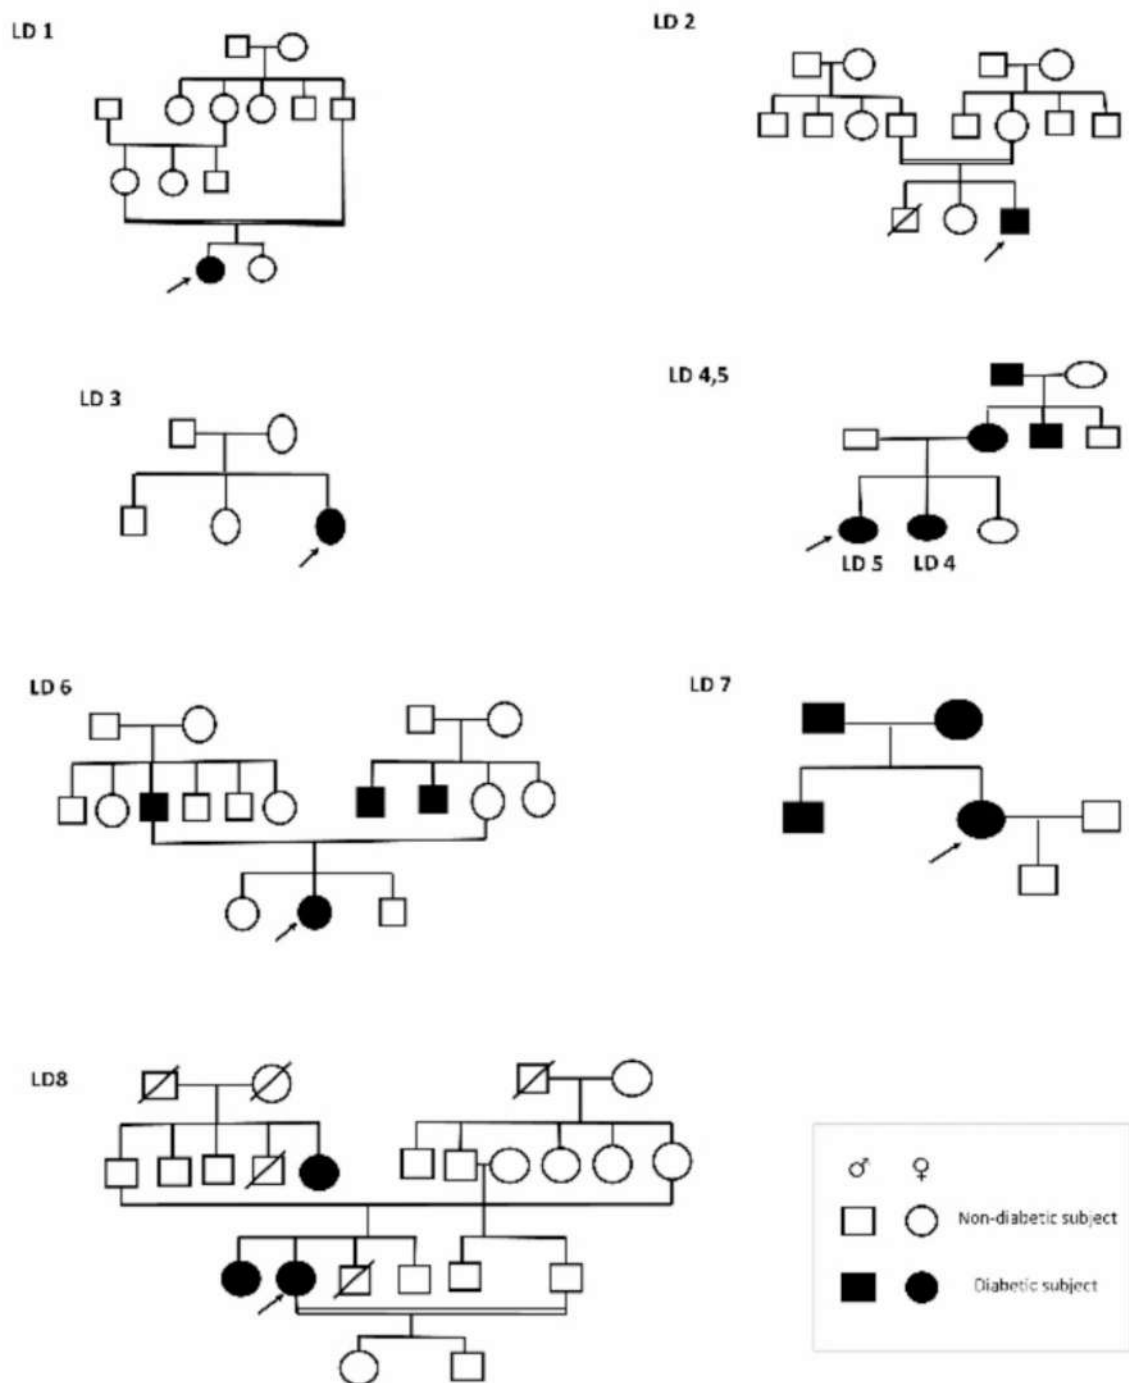 LD 1
LD 2
LD 3
LD 4,5
LD 5 LD 4
LD 6
LD 7
LD8
♂ ♀
Non-diabetic subject
Diabetic subject